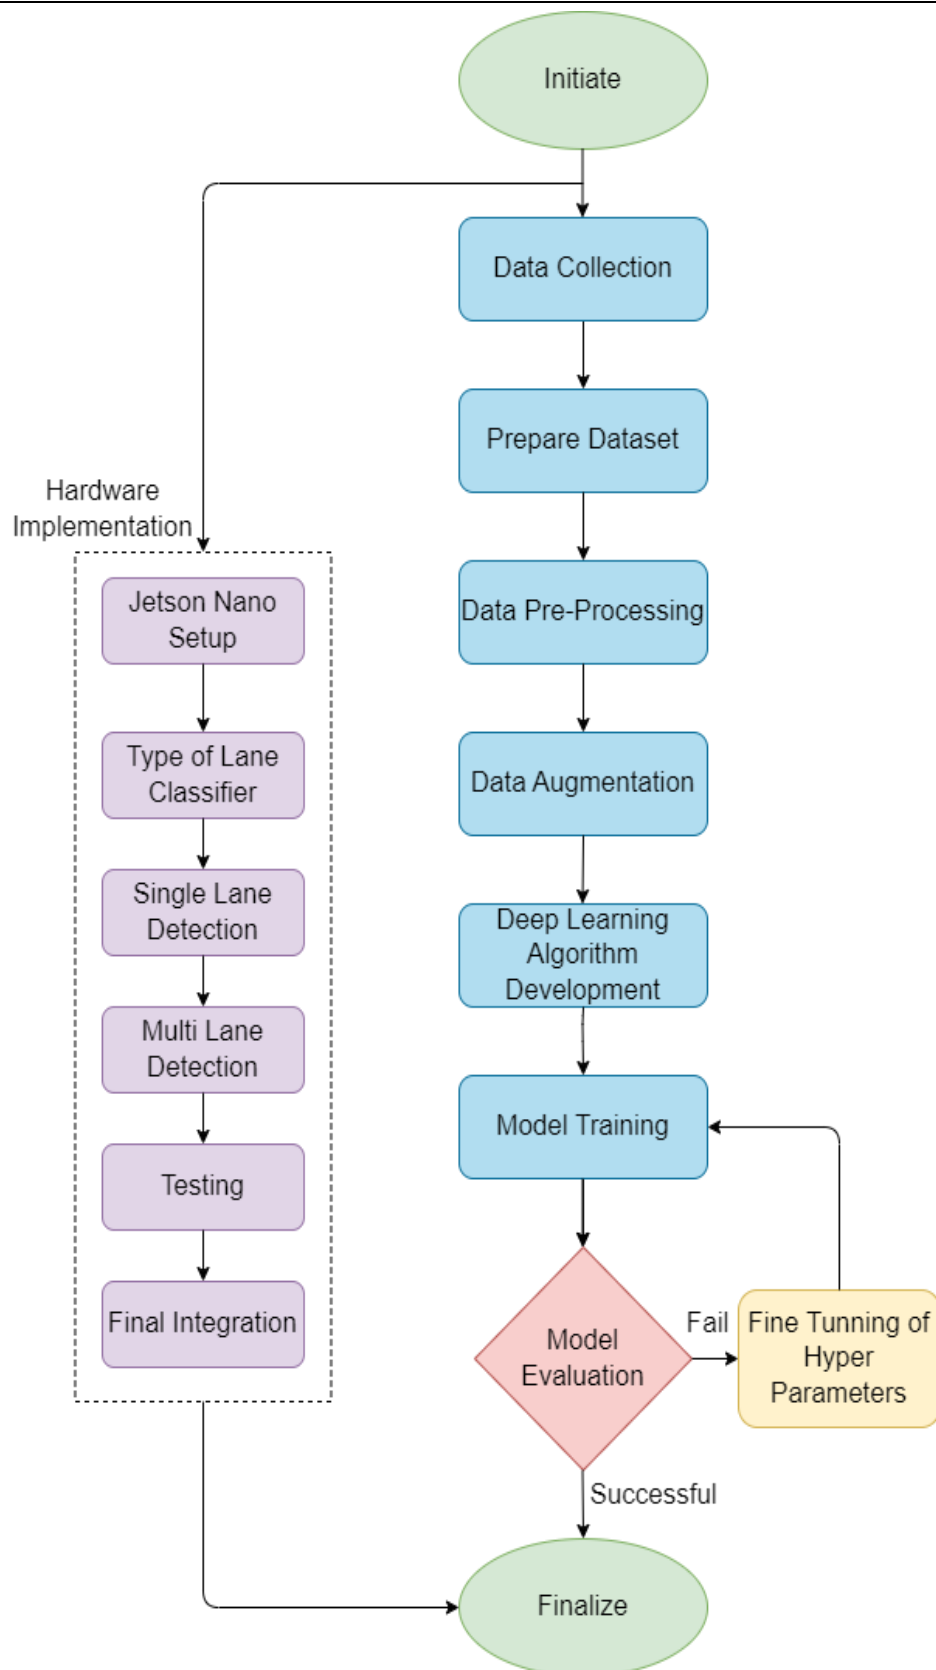 Initiate
Data Collection
Prepare Dataset
Data Pre-Processing
Data Augmentation
Deep Learning
Algorithm
Development
Model Training
Model
Evaluation
Fail
Fine Tunning of
Hyper
Parameters
Successful
Finalize
Hardware
Implementation
Jetson Nano
Setup
Type of Lane
Classifier
Single Lane
Detection
Multi Lane
Detection
Testing
Final Integration